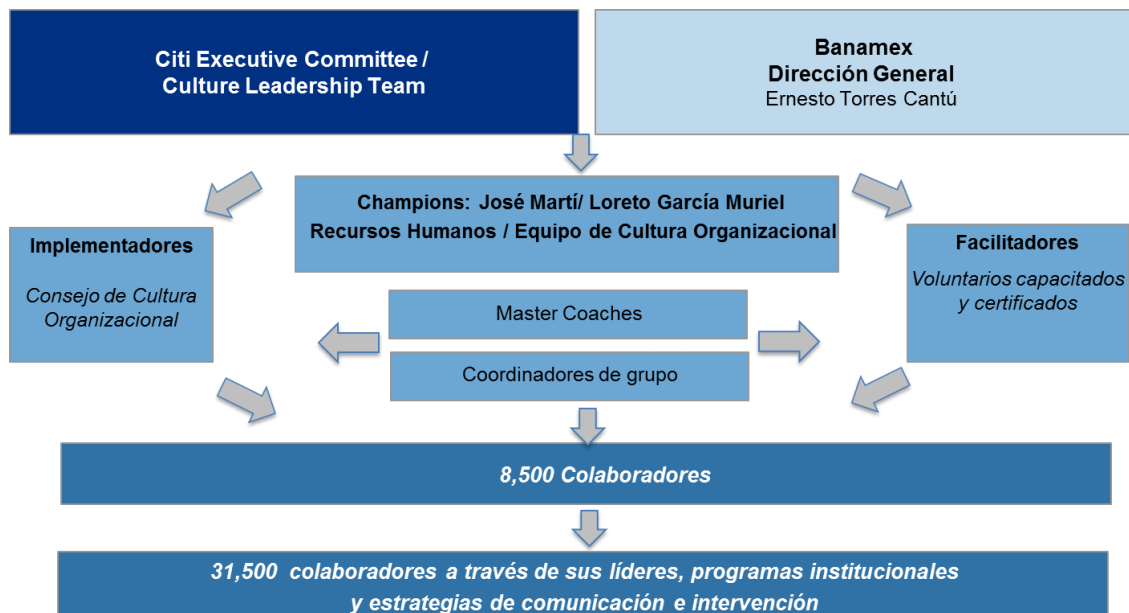 Citi Executive Committee /
Culture Leadership Team
Banamex
Dirección General
Ernesto Torres Cantú
Champions: José Martí/ Loreto García Muriel
Recursos Humanos / Equipo de Cultura Organizacional
Implementadores
Consejo de Cultura
Organizacional
Facilitadores
Voluntarios capacitados
y certificados
Master Coaches
Coordinadores de grupo
8,500 Colaboradores
31,500 colaboradores a través de sus líderes, programas institucionales
y estrategias de comunicación e intervención